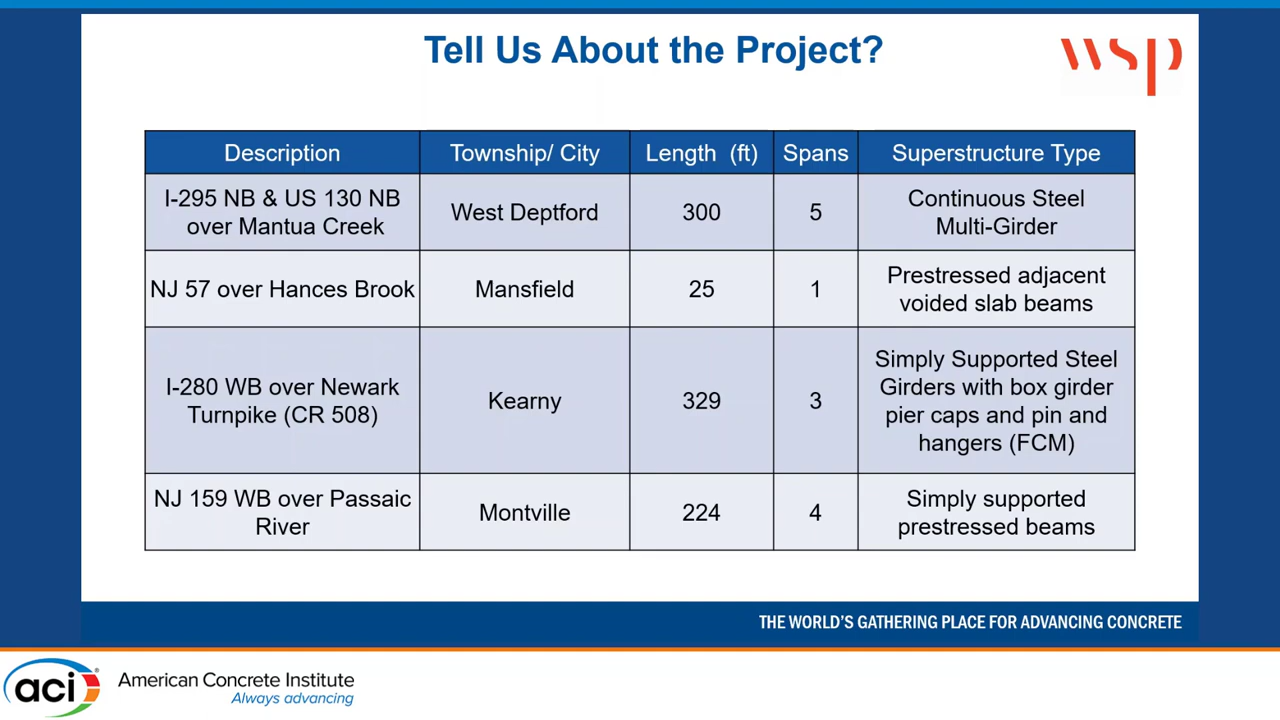 Tell Us About the Project?
wsp
Description Township/ City Length (ft) Spans Superstructure Type
I-295 NB & US 130 NB
over Mantua Creek
West Deptford
300
5
Continuous Steel
Multi-Girder
NJ 57 over Hances Brook
Mansfield
25
1
Prestressed adjacent
voided slab beams
I-280 WB over Newark
Turnpike (CR 508)
Kearny
329
3
Simply Supported Steel
Girders with box girder
pier caps and pin and
hangers (FCM)
NJ 159 WB over Passaic
River
Montville
224
4
Simply supported
prestressed beams
THE WORLD'S GATHERING PLACE FOR ADVANCING CONCRETE
aci®
American Concrete Institute
Always advancing